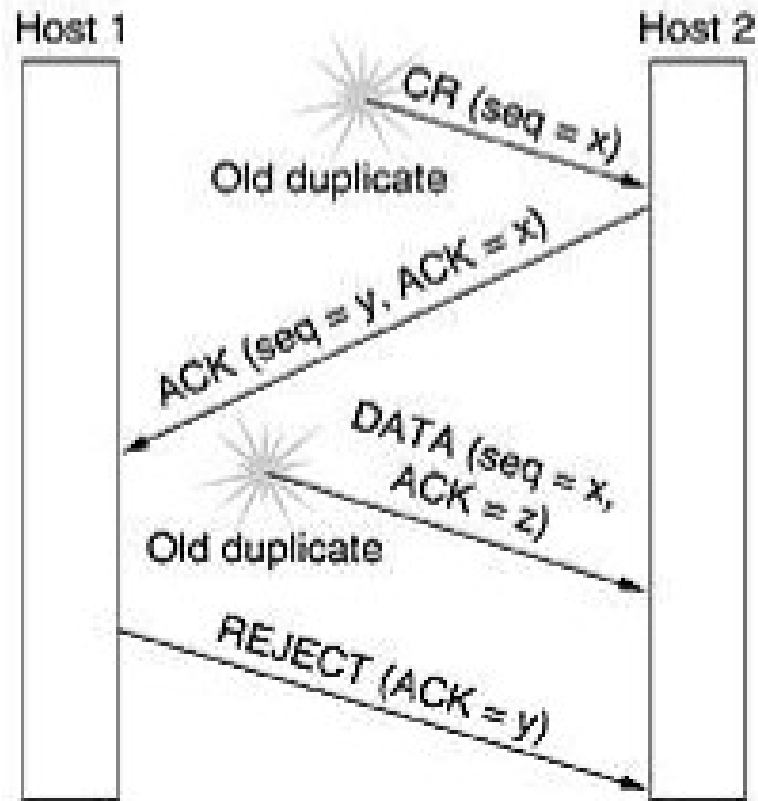 Host 1
Host 2
CR (seq = x)
Old duplicate
ACK (seq = y, ACK = x)
DATA (seq = x,
ACK = z)
Old duplicate
REJECT (ACK = y)